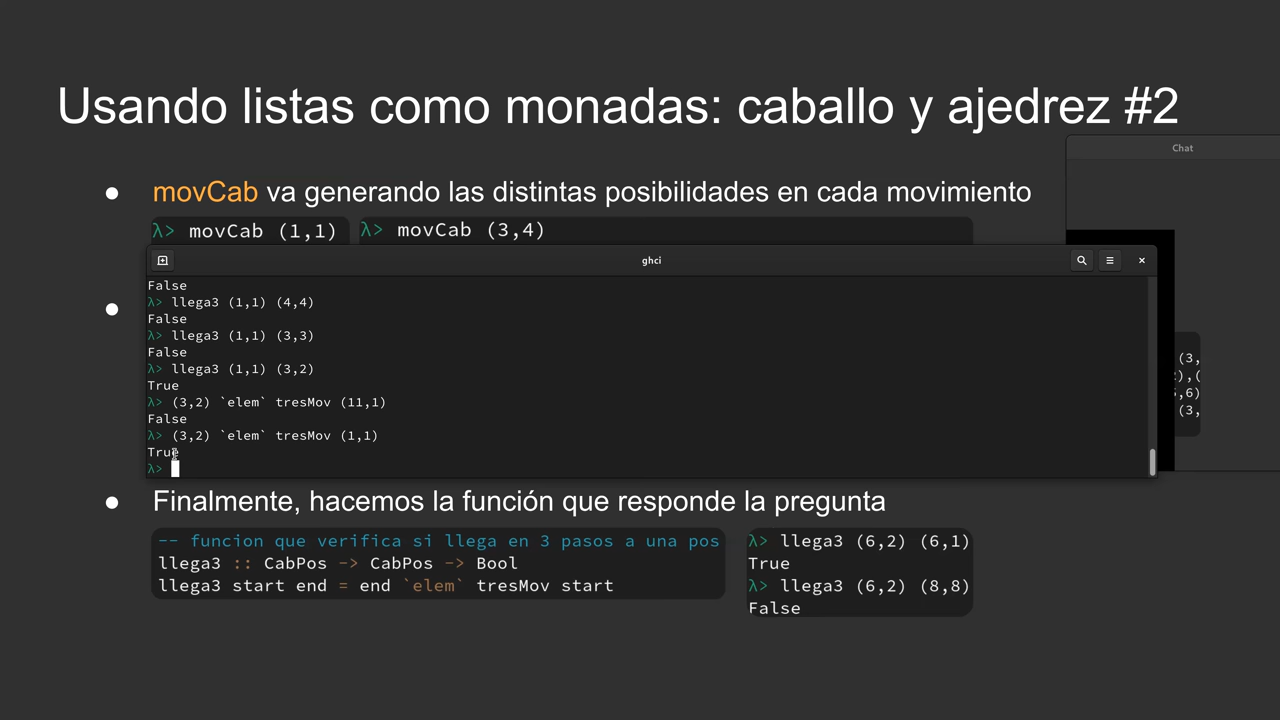 Usando listas como monadas: caballo y ajedrez #2
Chat
● movCab va generando las distintas posibilidades en cada movimiento
λ> movCab (1,1)
λ> movCab (3,4)
ghci
False
λ> llega3 (1,1) (4,4)
False
λ> llega3 (1,1) (3,3)
False
λ> llega3 (1,1) (3,2)
True
λ> (3,2) `elem` tresMov (11,1)
False
λ> (3,2) `elem` tresMov (1,1)
True
λ>
(3,
),(
,6)
(3,
● Finalmente, hacemos la función que responde la pregunta
-- funcion que verifica si llega en 3 pasos a una pos
llega3 :: CabPos -> CabPos -> Bool
llega3 start end = end `elem` tresMov start
λ> llega3 (6,2) (6,1)
True
λ> llega3 (6,2) (8,8)
False